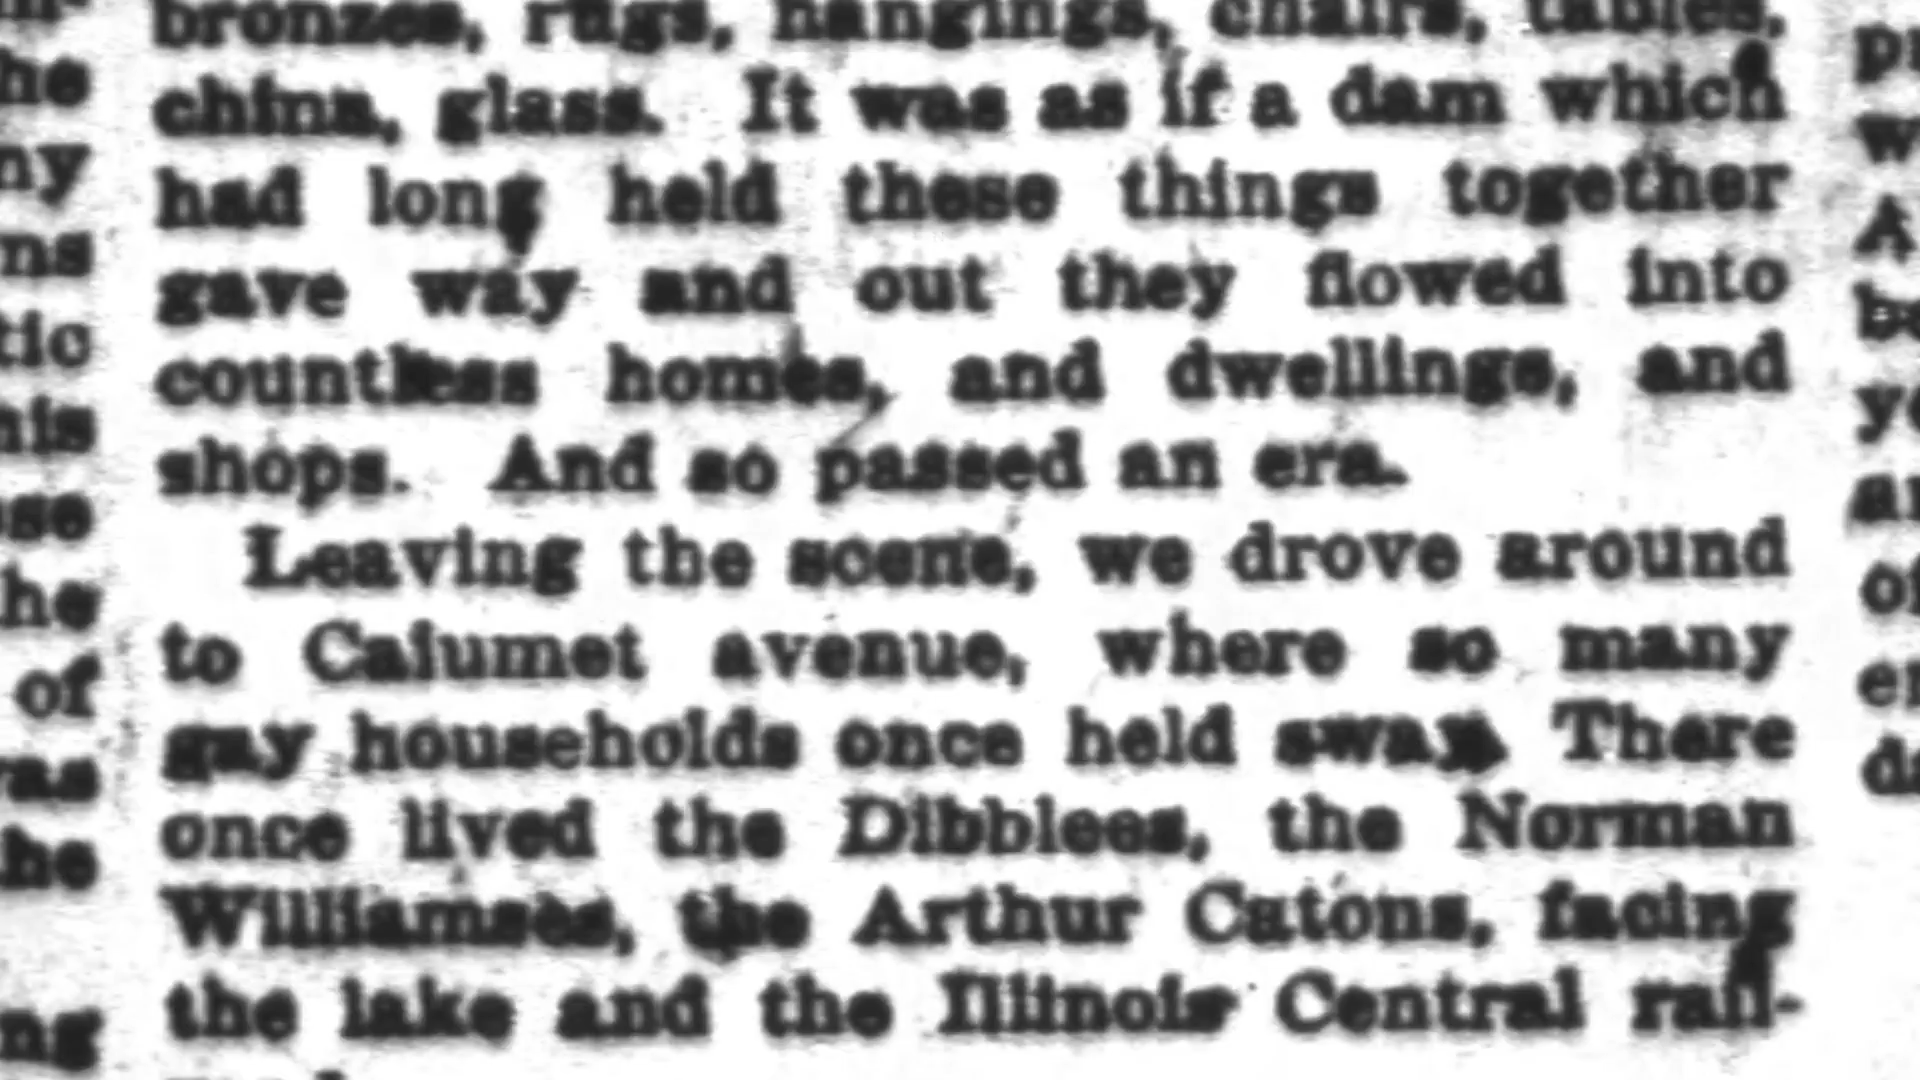 bronzes, rugs, hangings, chairs, tables,
china, glass. It was as if a dam which
had long held these things together
gave way and out they flowed into
countless homes, and dwellings, and
shops. And so passed an era.
Leaving the scene, we drove around
to Calumet avenue, where so many
gay households once held sway. There
once lived the Dibblees, the Norman
Williamses, the Arthur Catons, facing
the lake and the Illinois Central rail-